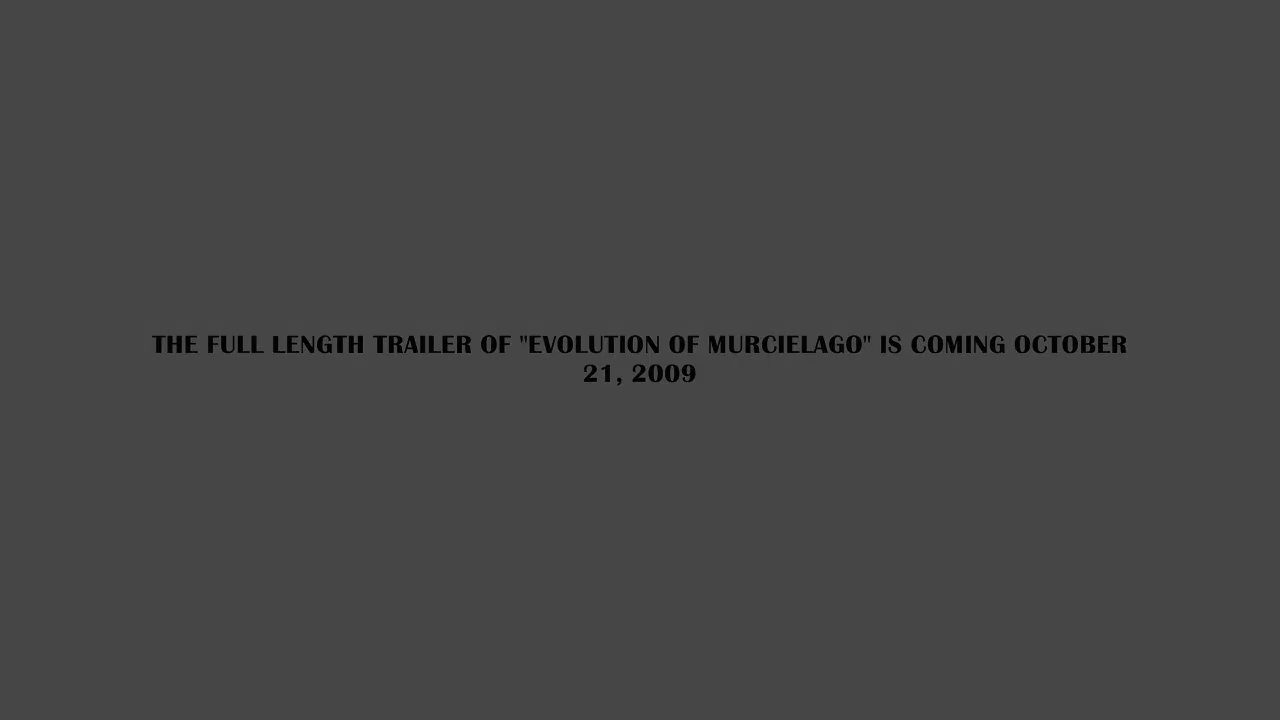 THE FULL LENGTH TRAILER OF "EVOLUTION OF MURCIELAGO" IS COMING OCTOBER
21, 2009